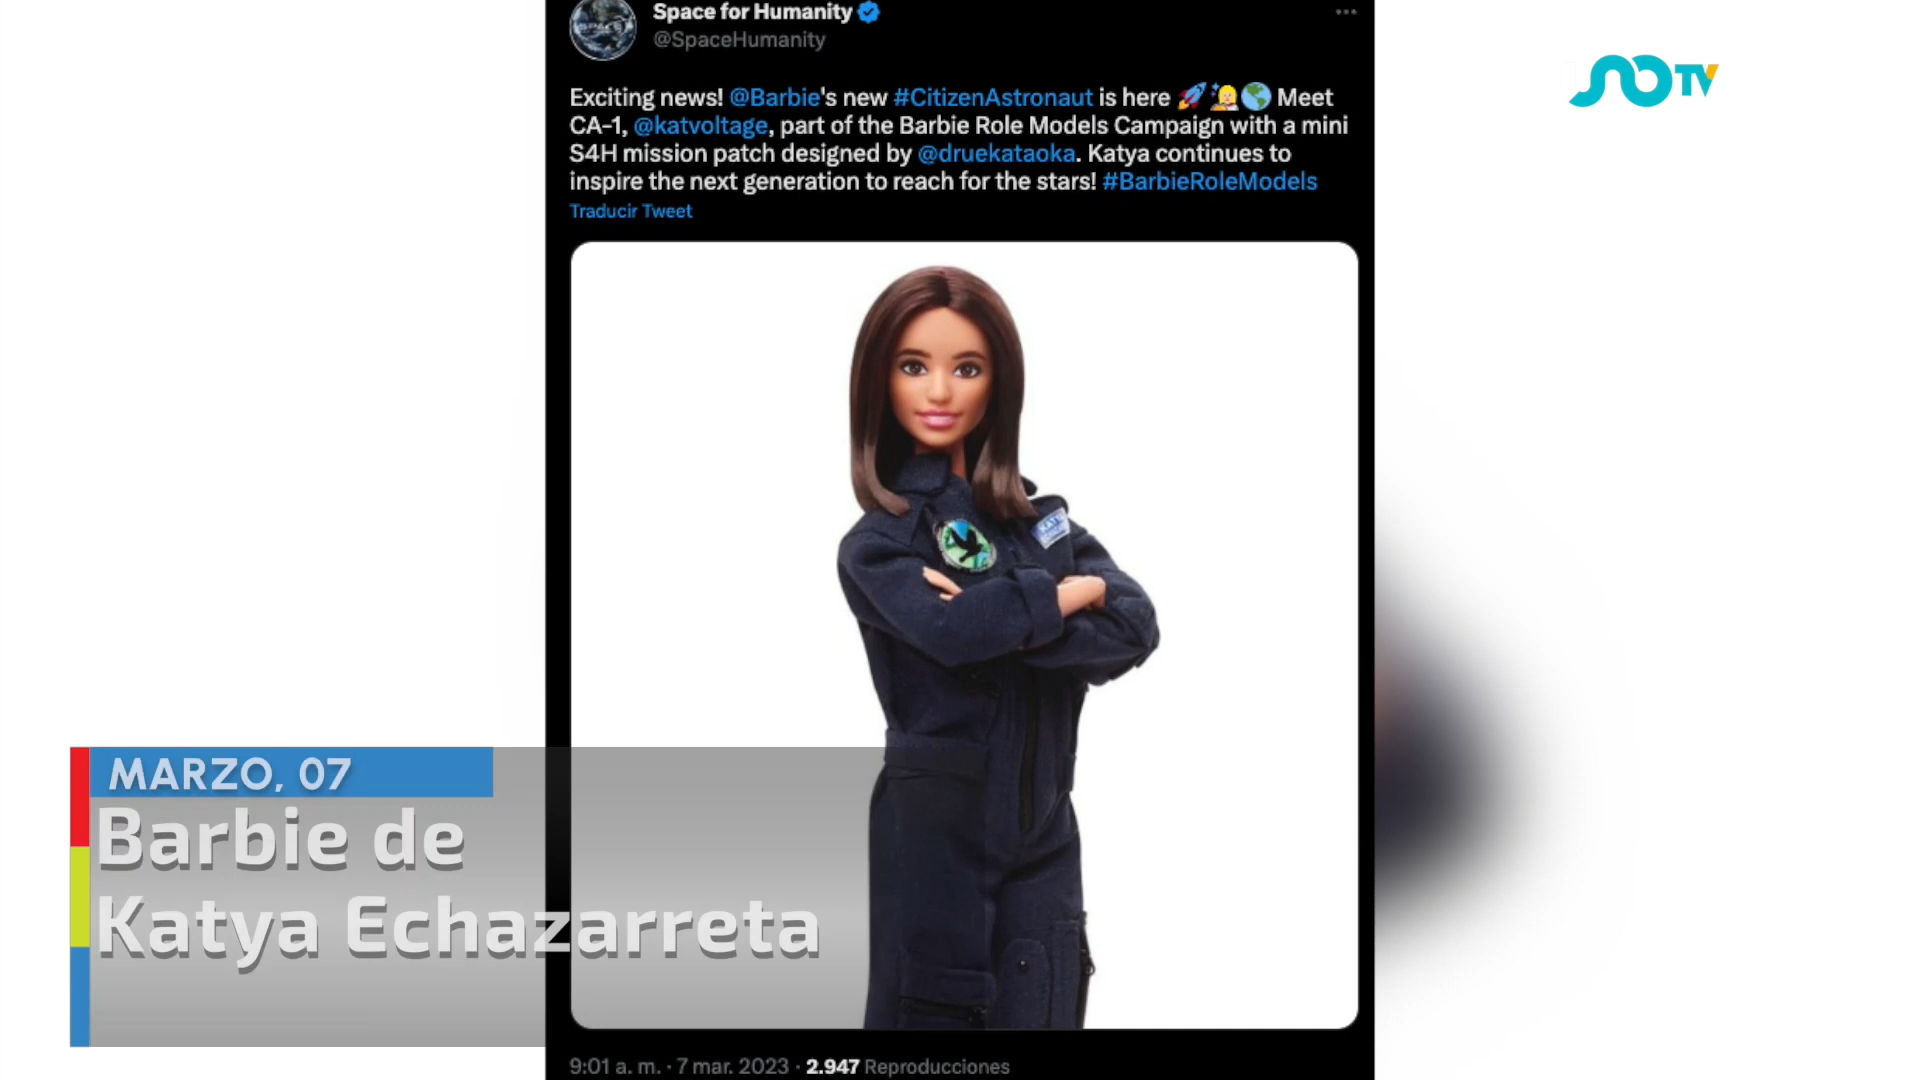 Space for Humanity
@SpaceHumanity
TV
Exciting news! @Barbie's new #CitizenAstronaut is here 🚀👩‍🚀🌎 Meet
CA-1, @katvoltage, part of the Barbie Role Models Campaign with a mini
S4H mission patch designed by @druekataoka. Katya continues to
inspire the next generation to reach for the stars! #BarbieRoleModels
Traducir Tweet
MARZO, 07
Barbie de
Katya Echazarreta
9:01 a. m. · 7 mar. 2023 · 2.947 Reproducciones